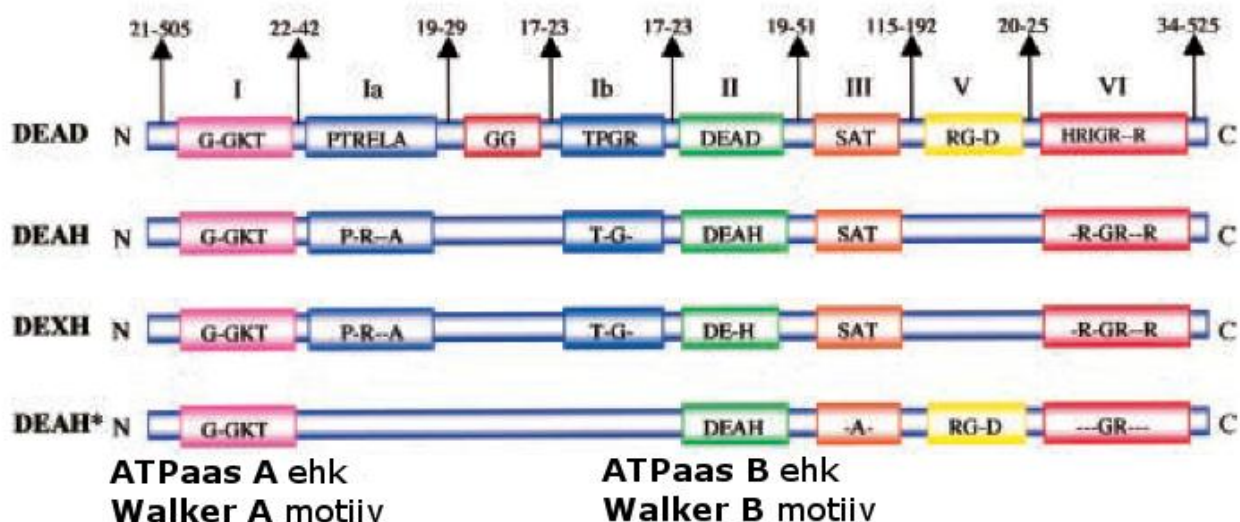 21-505 22-42 19-29 17-23 17-23 19-51 115-192 20-25 34-525
I Ia Ib II III V VI
DEAD N G-GKT PTRELA GG TPGR DEAD SAT RG-D HRIGR--R C
DEAH N G-GKT P-R--A T-G- DEAH SAT -R-GR--R C
DEXH N G-GKT P-R--A T-G- DE-H SAT -R-GR--R C
DEAH* N G-GKT DEAH -A- RG-D ---GR--- C
ATPaas A ehk ATPaas B ehk
Walker A motiiv Walker B motiiv